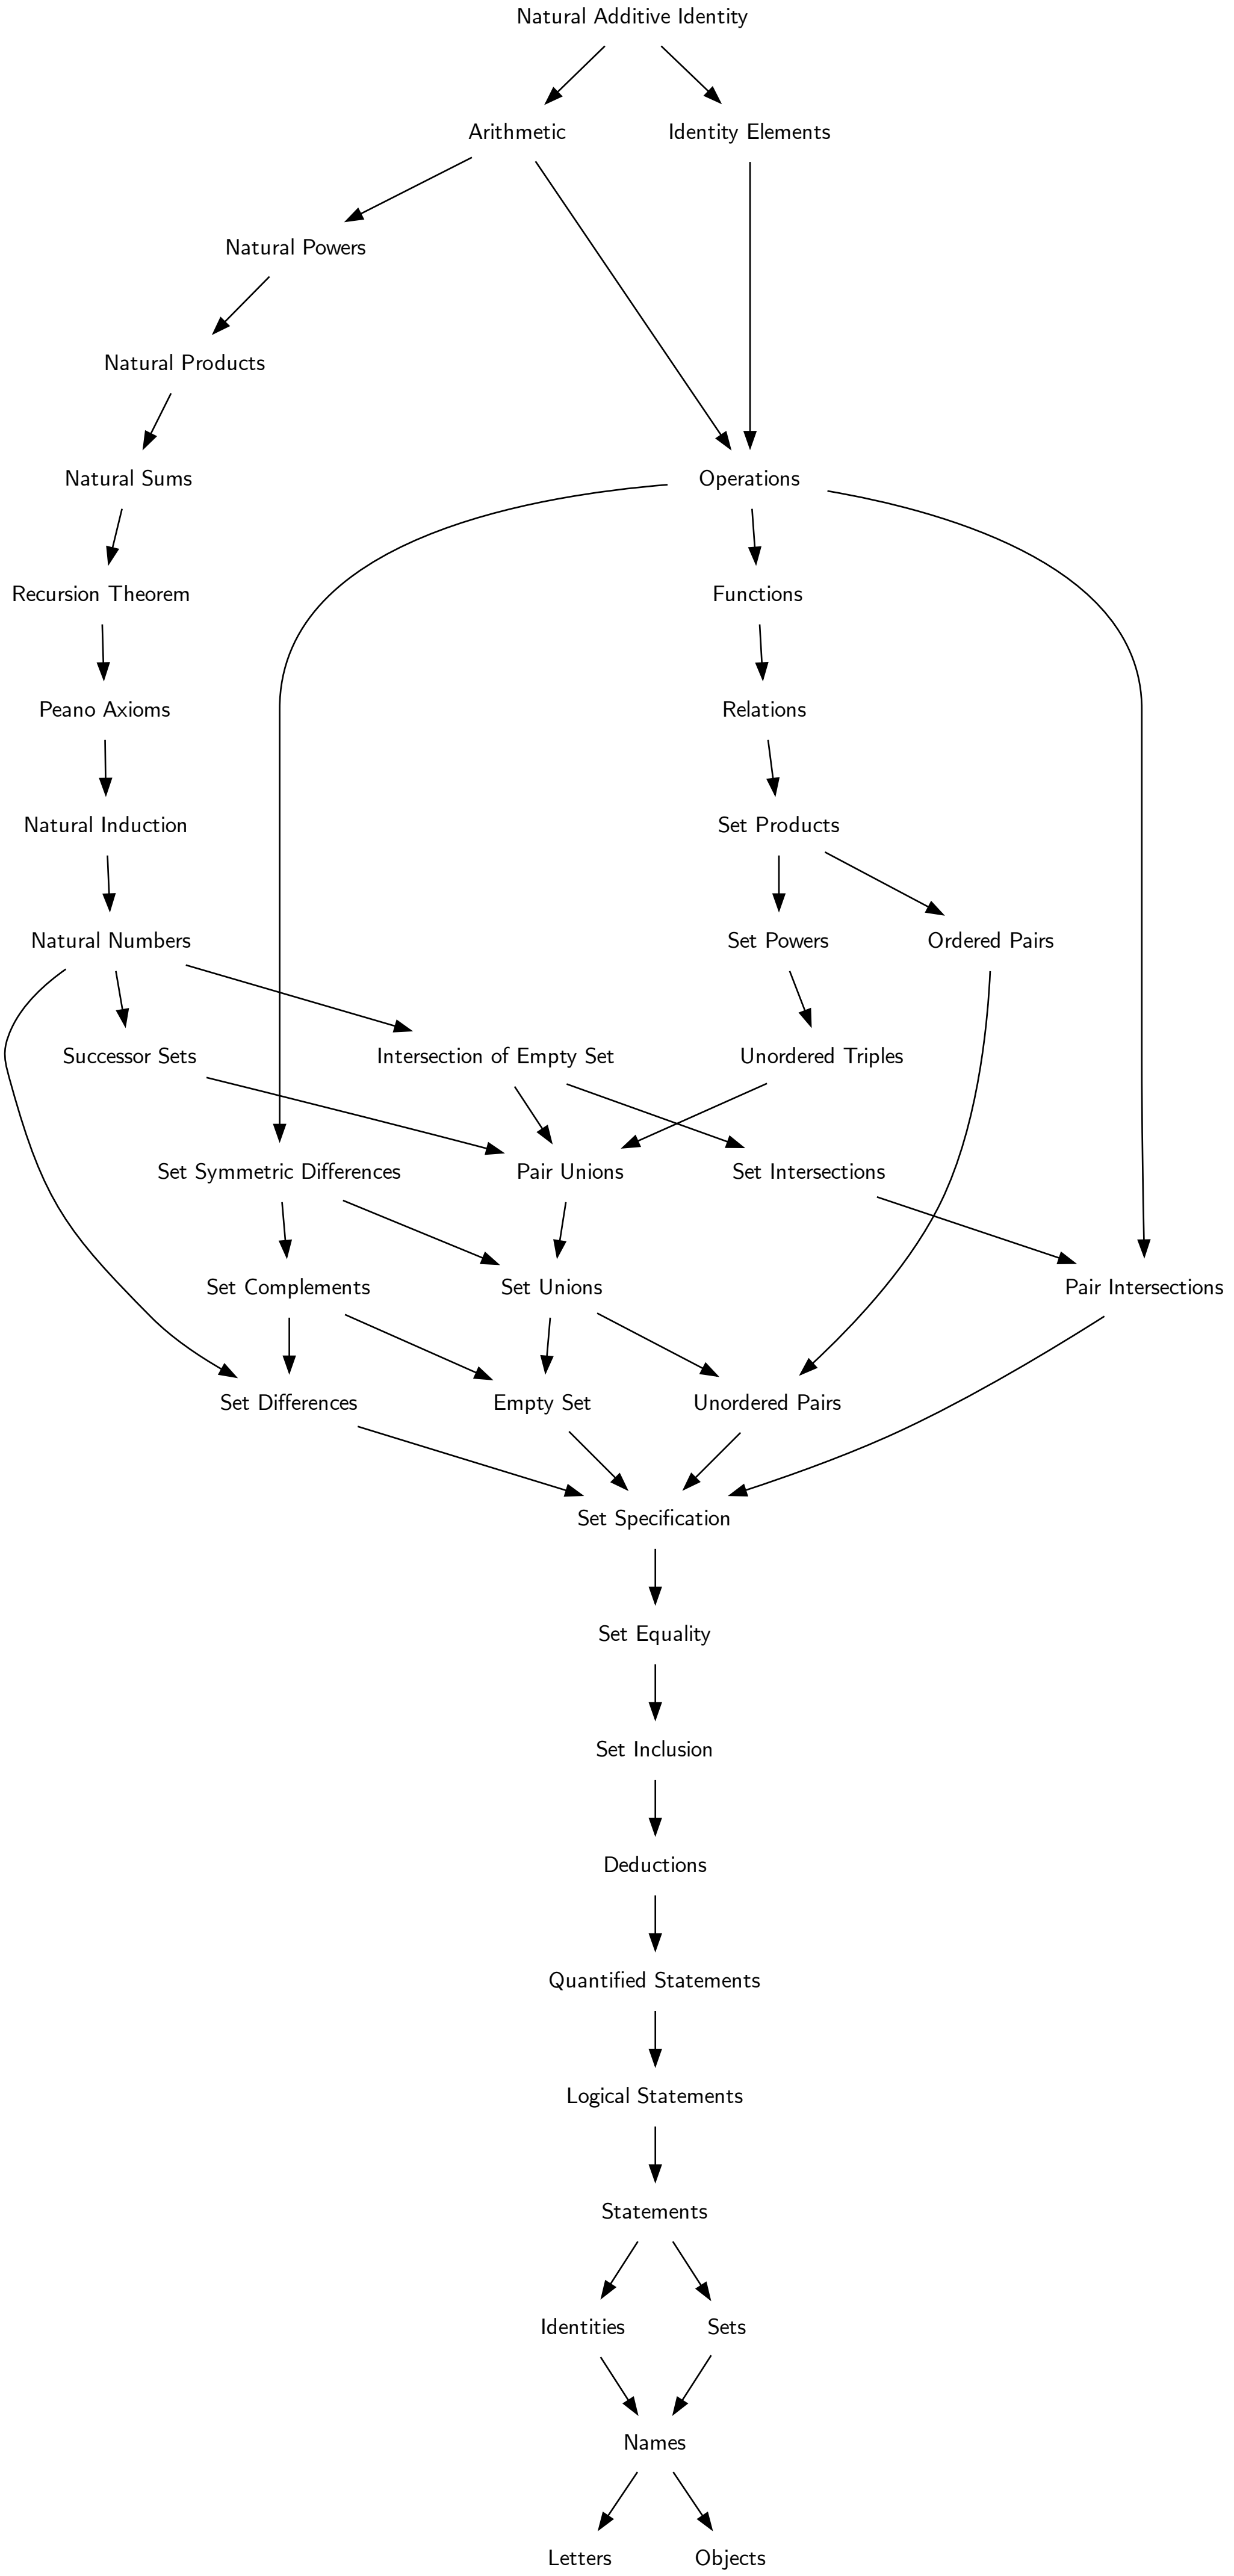 Natural Additive Identity
Arithmetic
Identity Elements
Natural Powers
Natural Products
Natural Sums
Operations
Recursion Theorem
Functions
Peano Axioms
Relations
Natural Induction
Set Products
Natural Numbers
Set Powers
Ordered Pairs
Successor Sets
Intersection of Empty Set
Unordered Triples
Set Symmetric Differences
Pair Unions
Set Intersections
Set Complements
Set Unions
Pair Intersections
Set Differences
Empty Set
Unordered Pairs
Set Specification
Set Equality
Set Inclusion
Deductions
Quantified Statements
Logical Statements
Statements
Identities
Sets
Names
Letters
Objects